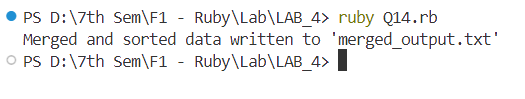 PS D:\7th Sem\F1 - Ruby\Lab\LAB_4> ruby Q14.rb
Merged and sorted data written to 'merged_output.txt'
PS D:\7th Sem\F1 - Ruby\Lab\LAB_4>